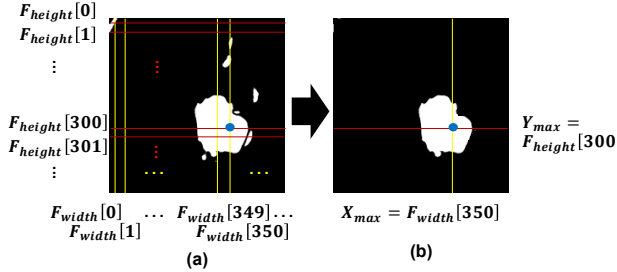 F_height[0]
F_height[1]
⋮
⋮
F_height[300]
F_height[301]
⋮
⋮
... ...
F_width[0] ... F_width[349]...
F_width[1] F_width[350]
(a)
Y_max =
F_height[300
X_max = F_width[350]
(b)